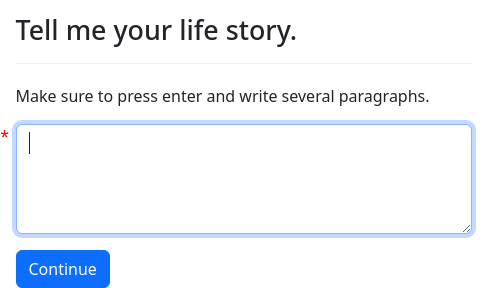 Tell me your life story.
Make sure to press enter and write several paragraphs.
*
Continue